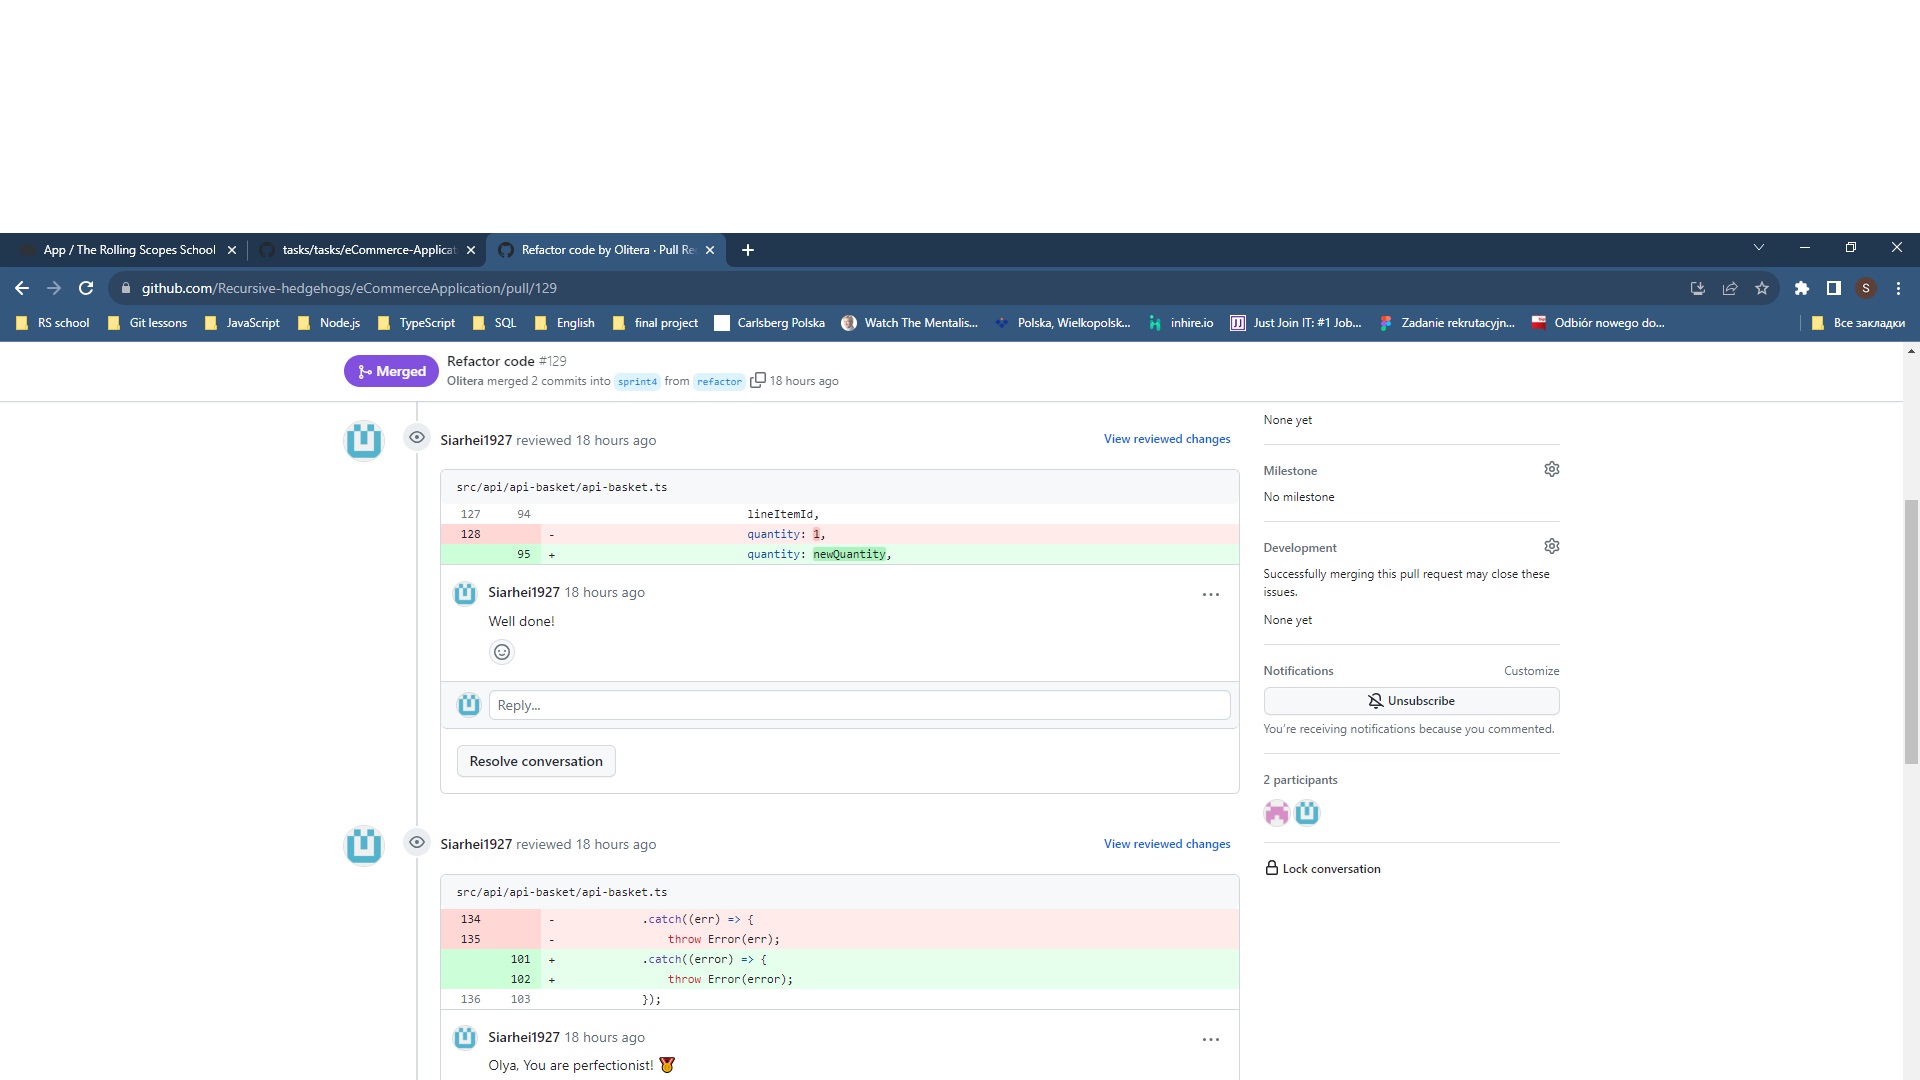 App / The Rolling Scopes School
tasks/tasks/eCommerce-Applicat
Refactor code by Olitera · Pull Re
github.com/Recursive-hedgehogs/eCommerceApplication/pull/129
S
RS school
Git lessons
JavaScript
Node.js
TypeScript
SQL
English
final project
Carlsberg Polska
Watch The Mentalis...
Polska, Wielkopolsk...
inhire.io
Just Join IT: #1 Job...
Zadanie rekrutacyjn...
Odbiór nowego do...
Все закладки
Merged
Refactor code #129
Olitera merged 2 commits into sprint4 from refactor 18 hours ago
Siarhei1927 reviewed 18 hours ago
View reviewed changes
src/api/api-basket/api-basket.ts
127 94 lineItemId,
128 - quantity: 1,
95 + quantity: newQuantity,
Siarhei1927 18 hours ago
...
Well done!
Reply...
Resolve conversation
Siarhei1927 reviewed 18 hours ago
View reviewed changes
src/api/api-basket/api-basket.ts
134 - .catch((err) => {
135 - throw Error(err);
101 + .catch((error) => {
102 + throw Error(error);
136 103 });
Siarhei1927 18 hours ago
...
Olya, You are perfectionist! 🏅
None yet
Milestone
No milestone
Development
Successfully merging this pull request may close these
issues.
None yet
Notifications
Customize
Unsubscribe
You're receiving notifications because you commented.
2 participants
Lock conversation